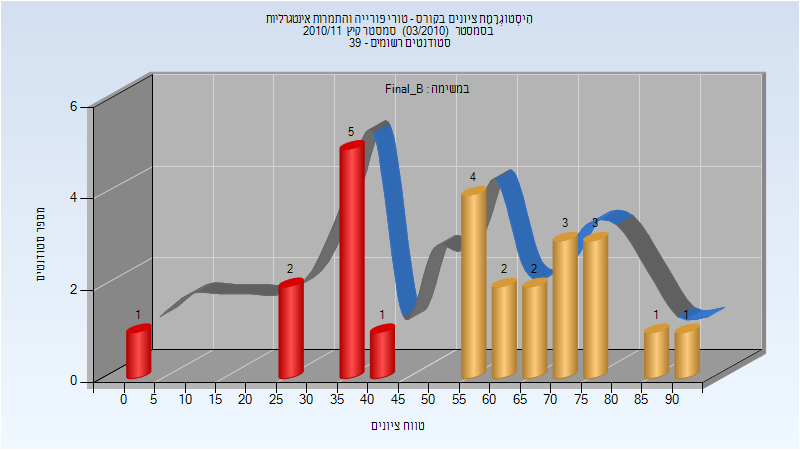 היסטוגרמת ציונים בקורס - טורי פורייה והתמרות אינטגרליות
בסמסטר (03/2010) סמסטר קיץ 2010/11
סטודנטים רשומים - 39
במשימה : Final_B
מספר סטודנטים
6
4
2
0
1
2
5
1
4
2
2
3
3
1
1
0 5 10 15 20 25 30 35 40 45 50 55 60 65 70 75 80 85 90
טווח ציונים